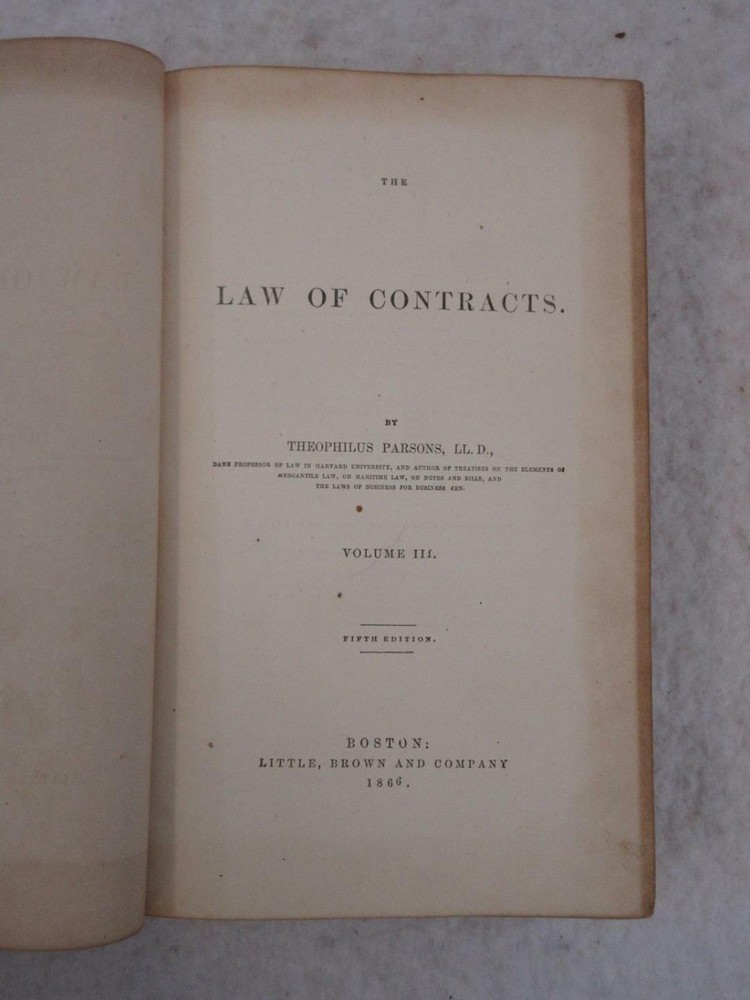 THE
LAW OF CONTRACTS.
BY
THEOPHILUS PARSONS, LL. D.,
DANE PROFESSOR OF LAW IN HARVARD UNIVERSITY, AND AUTHOR OF TREATISES ON THE ELEMENTS OF
MERCANTILE LAW, ON MARITIME LAW, ON NOTES AND BILLS, AND
THE LAWS OF BUSINESS FOR BUSINESS MEN.
VOLUME III.
FIFTH EDITION.
BOSTON:
LITTLE, BROWN AND COMPANY
1866.